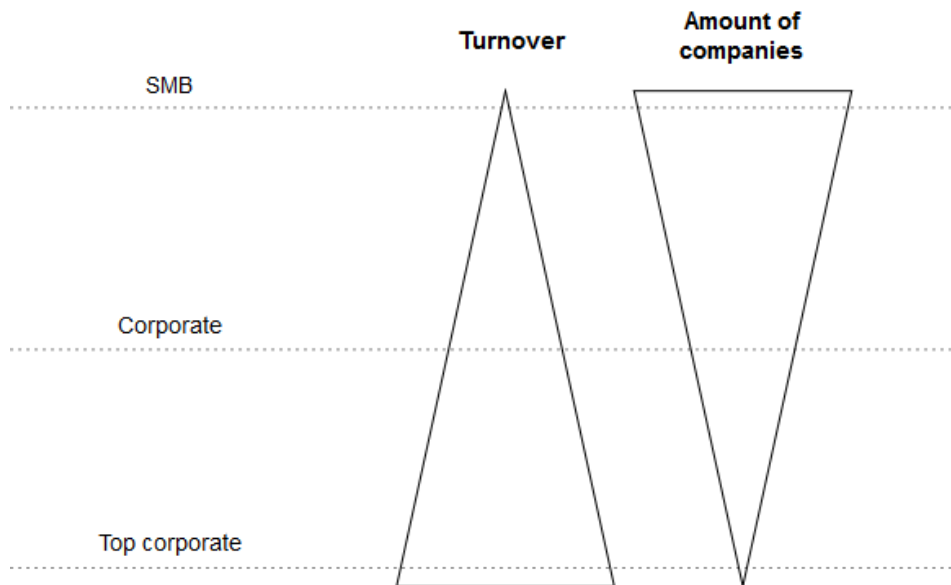 Turnover
Amount of
companies
SMB
Corporate
Top corporate